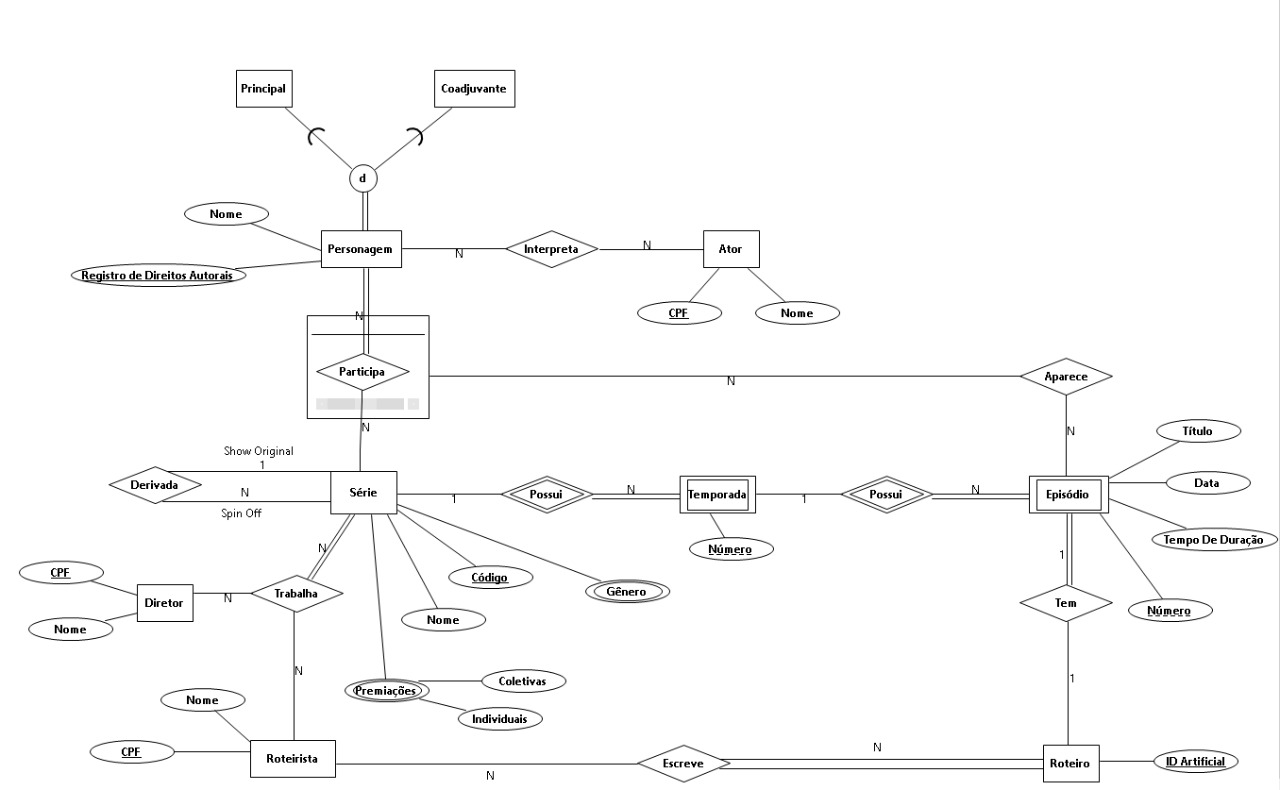 Principal
Coadjuvante
d
Nome
Personagem
N
Interpreta
N
Ator
Registro de Direitos Autorais
CPF
Nome
N
Participa
N
Aparece
N
N
Título
Show Original
1
Derivada
N
Spin Off
Série
1
Possui
N
Temporada
1
Possui
N
Episódio
Data
Número
Tempo De Duração
N
CPF
Diretor
N
Trabalha
Nome
Código
Gênero
Nome
1
Tem
Número
N
Premiações
Coletivas
Individuais
1
Nome
CPF
Roteirista
N
Escreve
N
Roteiro
ID Artificial